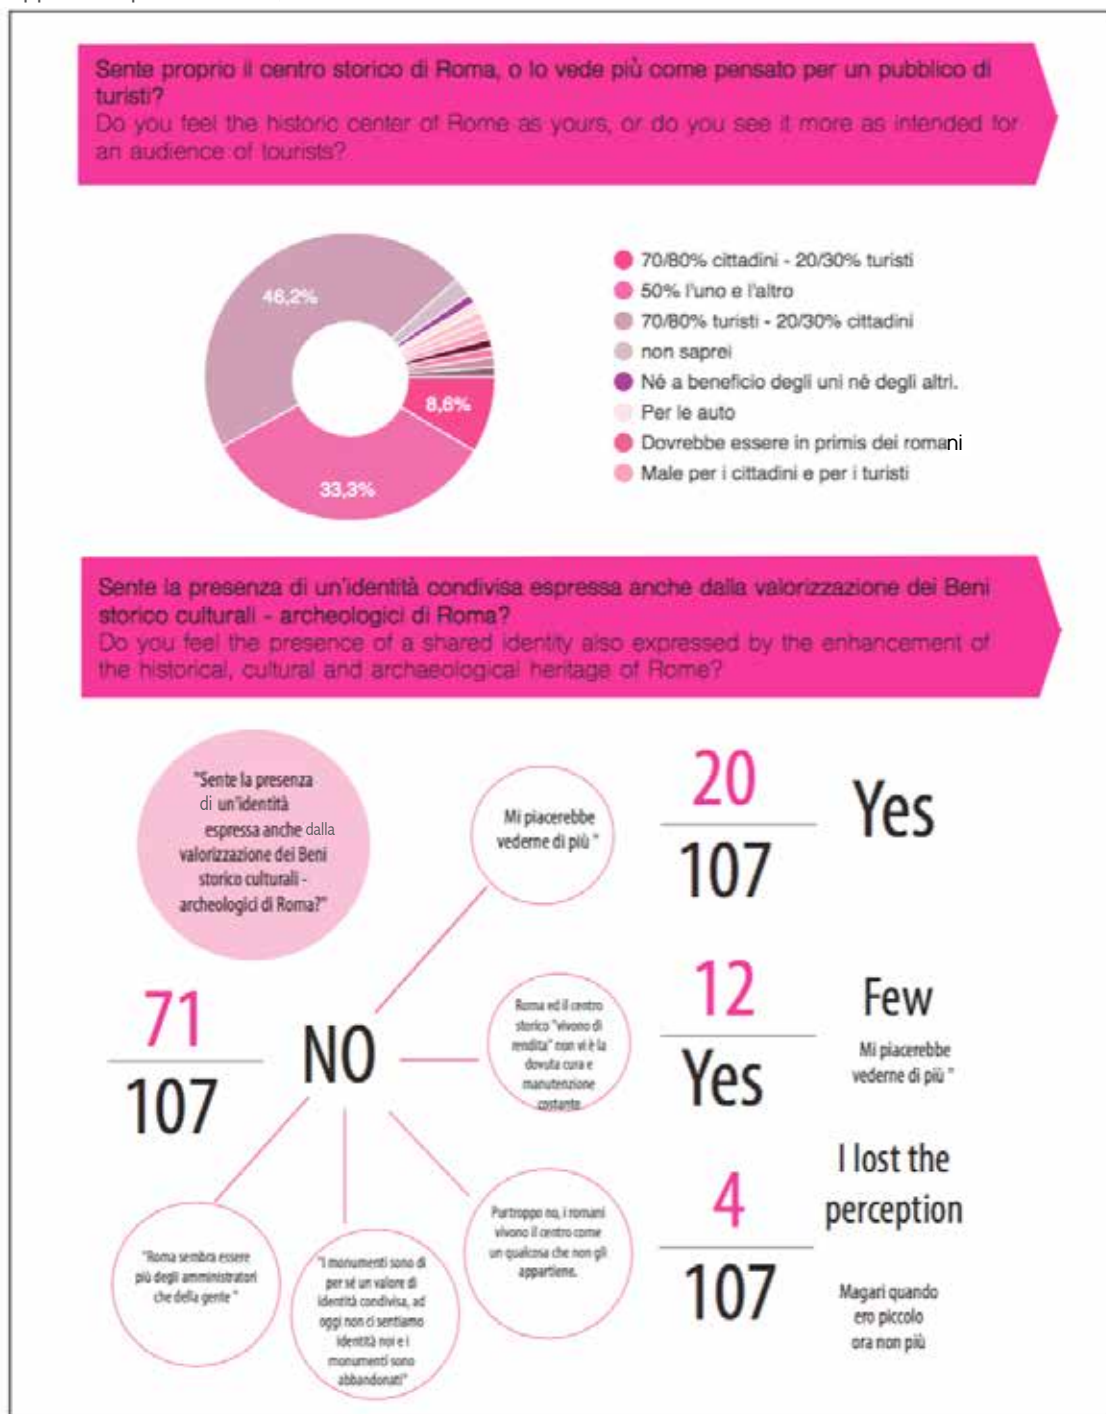 Sente proprio il centro storico di Roma, o lo vede più come pensato per un pubblico di
turisti?
Do you feel the historic center of Rome as yours, or do you see it more as intended for
an audience of tourists?
46,2%
8,6%
33,3%
70/80% cittadini - 20/30% turisti
50% l'uno e l'altro
70/80% turisti - 20/30% cittadini
non saprei
Né a beneficio degli uni nè degli altri.
Per le auto
Dovrebbe essere in primis dei romani
Male per i cittadini e per i turisti
Sente la presenza di un'identità condivisa espressa anche dalla valorizzazione dei Beni
storico culturali - archeologici di Roma?
Do you feel the presence of a shared identity also expressed by the enhancement of
the historical, cultural and archaeological heritage of Rome?
"Sente la presenza
di un'identità
espressa anche dalla
valorizzazione dei Beni
storico culturali -
archeologici di Roma?"
71
107
NO
Mi piacerebbe
vederne di più "
Roma ed il centro
storico "vivono di
rendita" non vi è la
dovuta cura e
manutenzione
costante
Purtroppo no, i romani
vivono il centro come
un qualcosa che non gli
appartiene.
"I monumenti sono di
per sé un valore di
identità condivisa, ad
oggi non ci sentiamo
identità noi e i
monumenti sono
abbandonati"
"Roma sembra essere
più degli amministratori
che della gente "
20
107
Yes
12
Yes
Few
Mi piacerebbe
vederne di più "
4
107
I lost the
perception
Magari quando
ero piccolo
ora non più